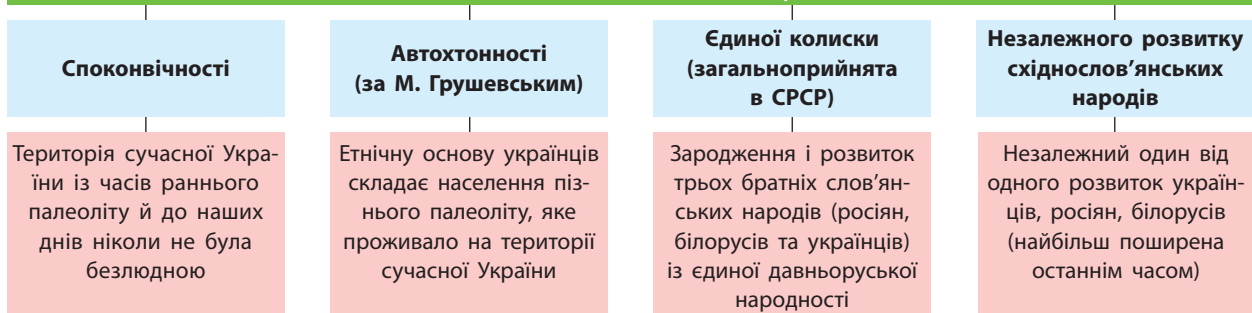 Споконвічності
Територія сучасної Укра-
їни із часів раннього
палеоліту й до наших
днів ніколи не була
безлюдною
Автохтонності
(за М. Грушевським)
Етнічну основу українців
складає населення піз-
нього палеоліту, яке
проживало на території
сучасної України
Єдиної колиски
(загальноприйнята
в СРСР)
Зародження і розвиток
трьох братніх слов’ян-
ських народів (росіян,
білорусів та українців)
із єдиної давньоруської
народності
Незалежного розвитку
східнослов’янських
народів
Незалежний один від
одного розвиток україн-
ців, росіян, білорусів
(найбільш поширена
останнім часом)